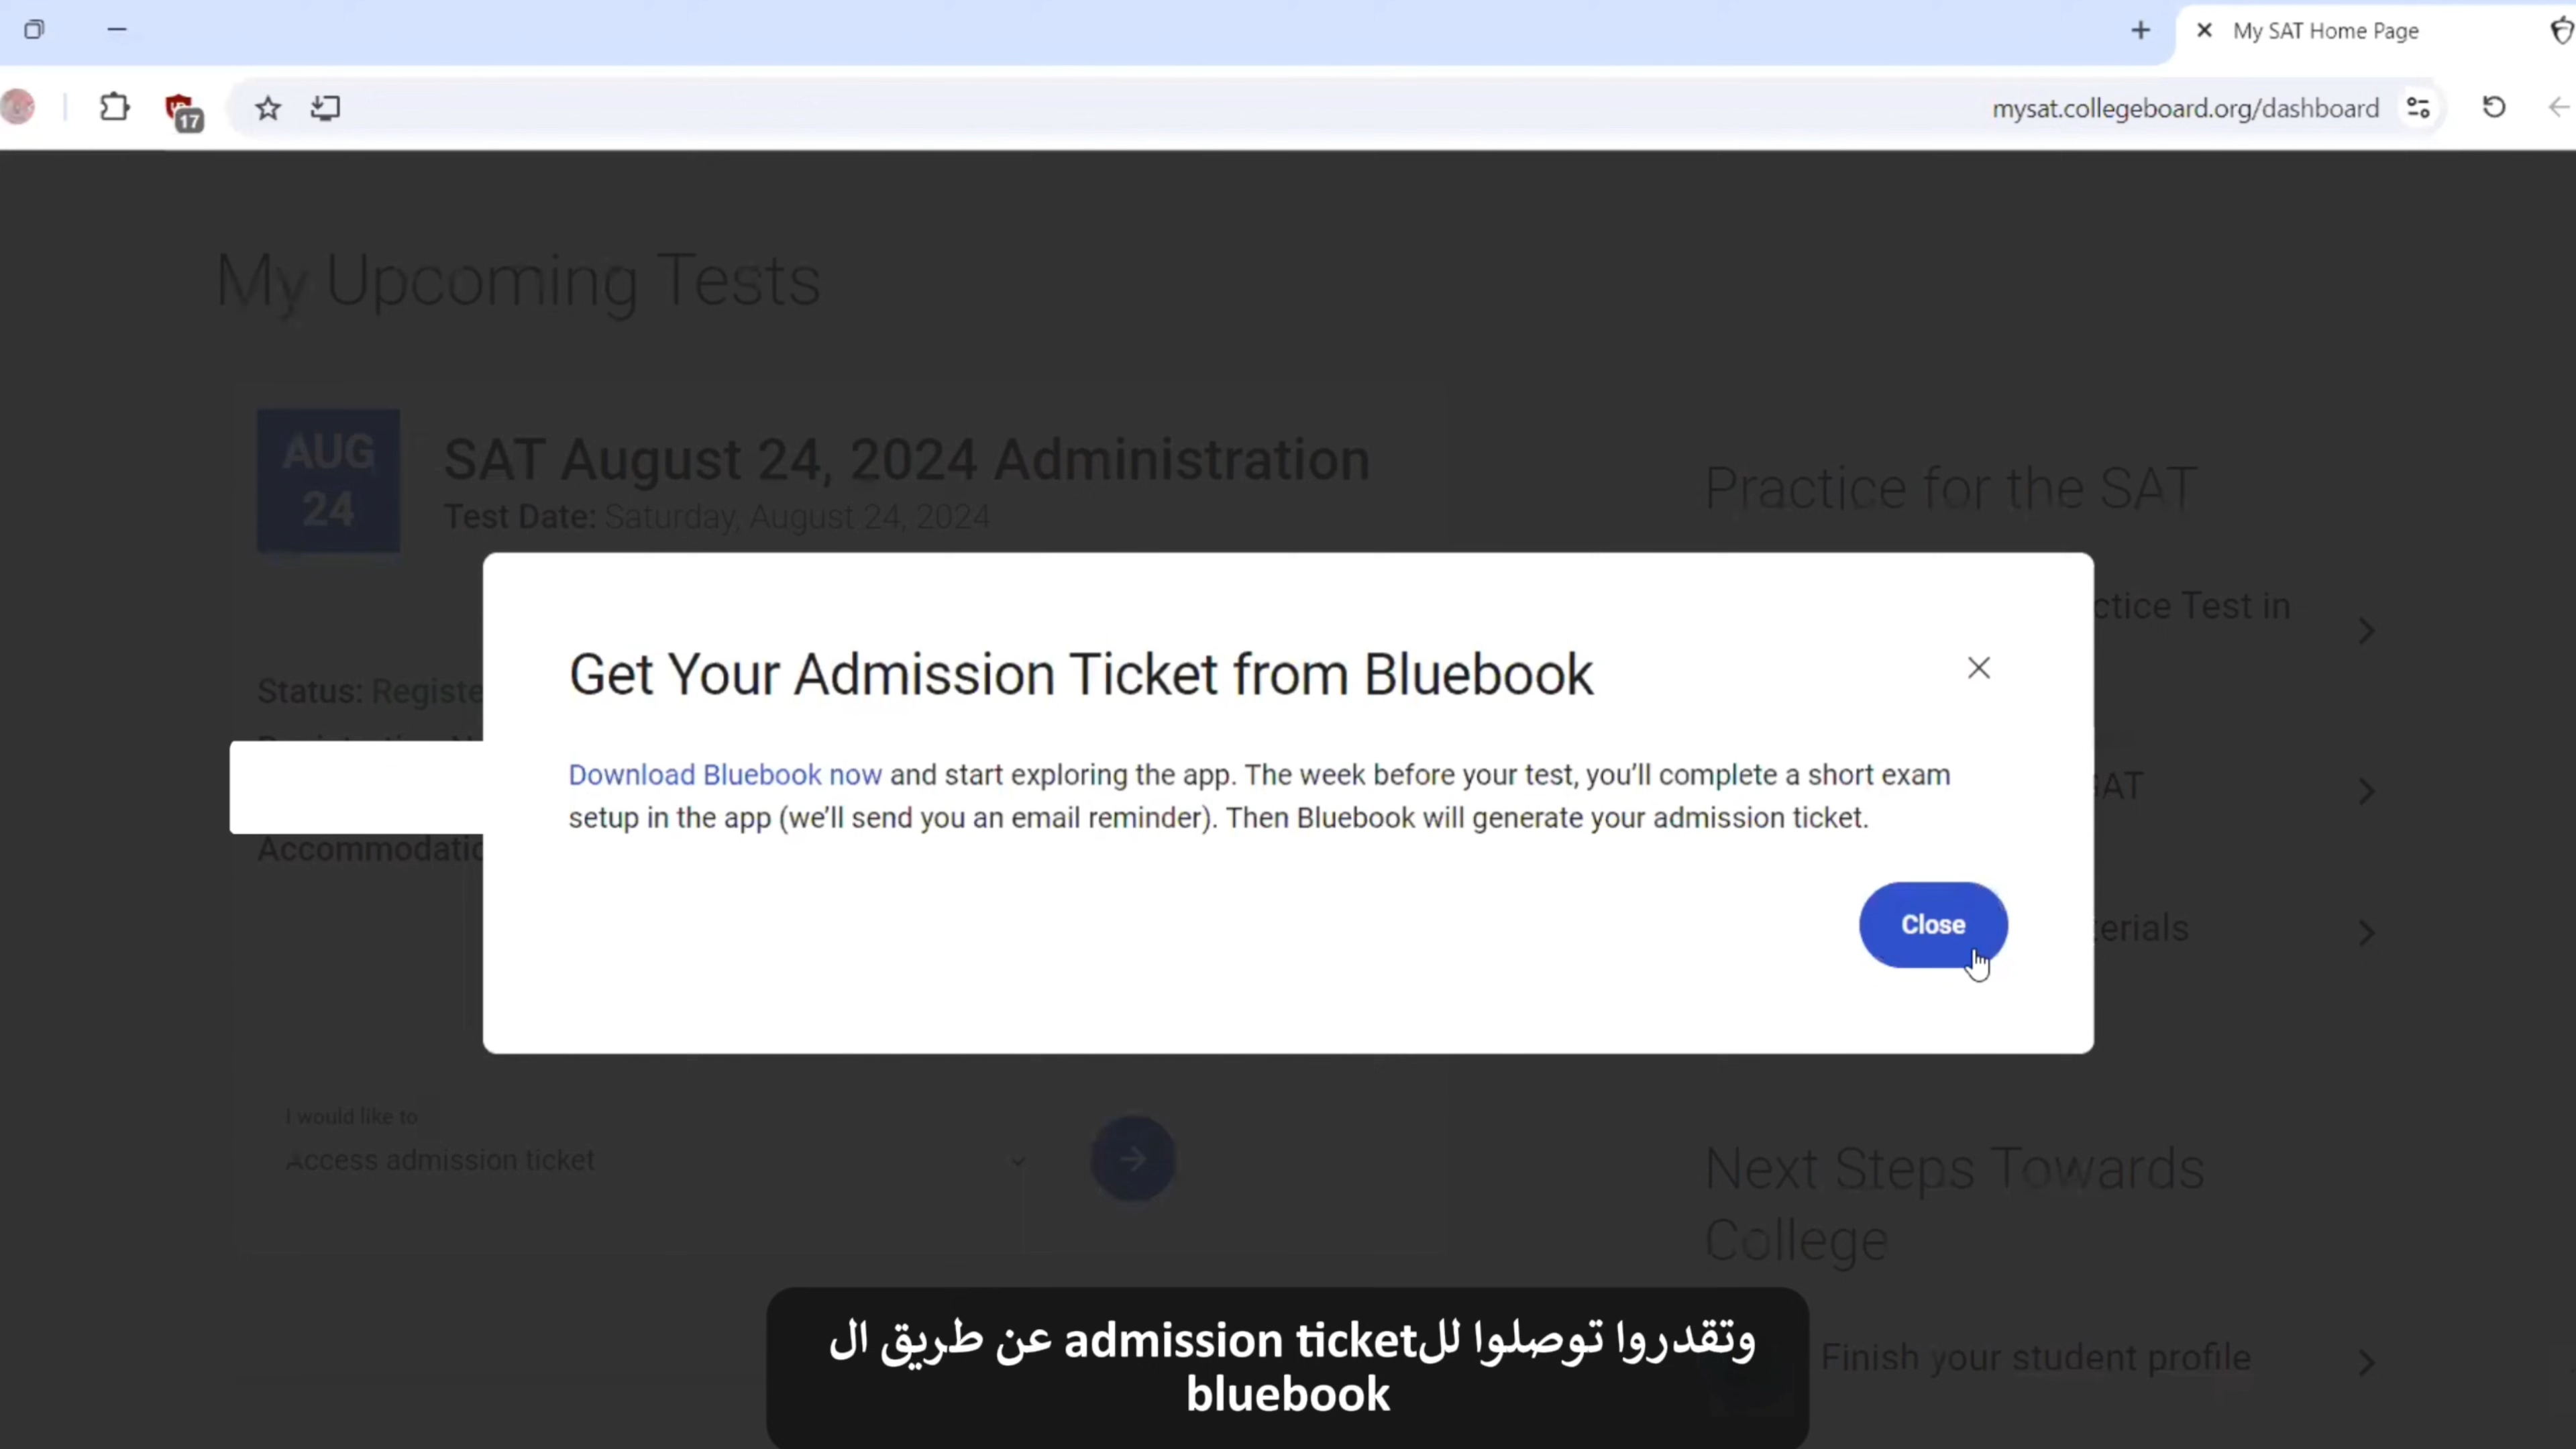 My SAT Home Page
17
mysat.collegeboard.org/dashboard
My Upcoming Tests
AUG
24
SAT August 24, 2024 Administration
Test Date: Saturday, August 24, 2024
Practice for the SAT
ctice Test in
Get Your Admission Ticket from Bluebook
Status: Registe
Download Bluebook now and start exploring the app. The week before your test, you'll complete a short exam
setup in the app (we'll send you an email reminder). Then Bluebook will generate your admission ticket.
AT
Accommodatio
Close
erials
I would like to
Access admission ticket
Next Steps Towards
College
وتقدروا توصلوا للadmission ticket عن طريق ال
bluebook
Finish your student profile